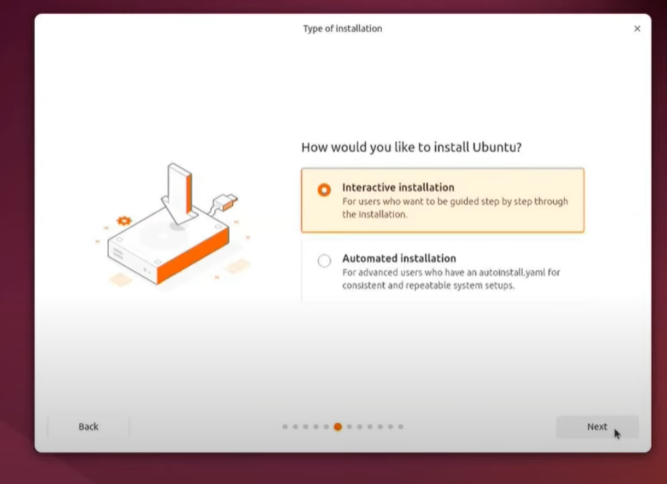 Type of installation
How would you like to install Ubuntu?
Interactive installation
For users who want to be guided step by step through
the installation.
Automated installation
For advanced users who have an autoinstall.yaml for
consistent and repeatable system setups.
Back
Next